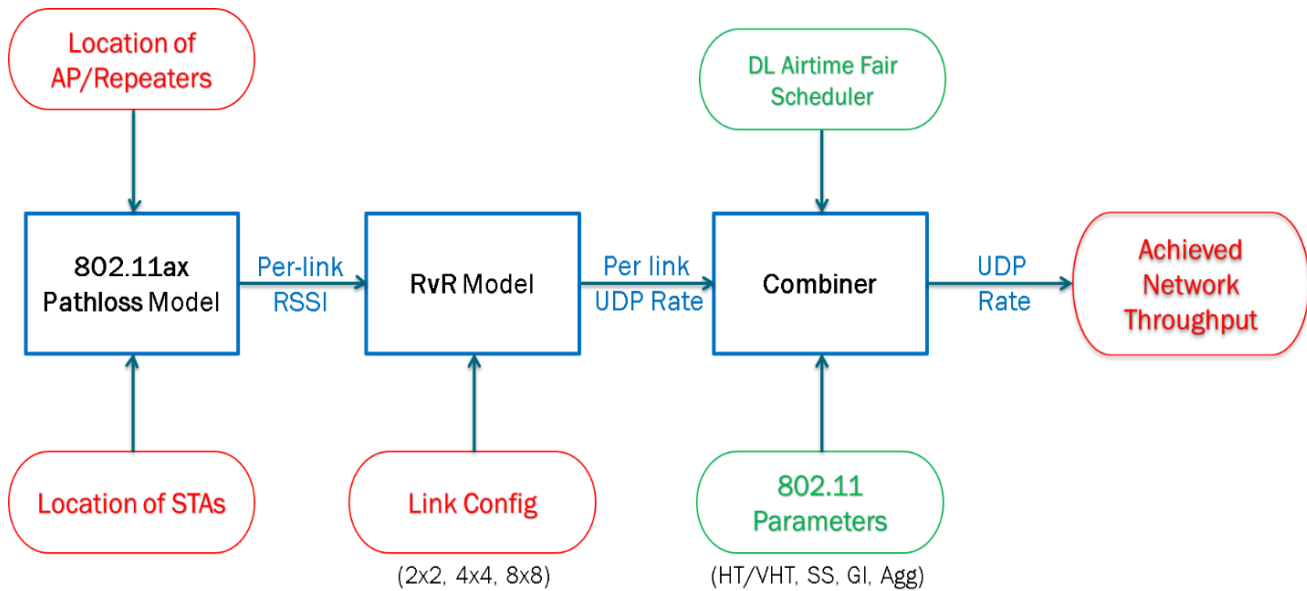 Location of
AP/Repeaters
DL Airtime Fair
Scheduler
802.11ax
Pathloss Model
Per-link
RSSI
RvR Model
Per link
UDP Rate
Combiner
UDP
Rate
Achieved
Network
Throughput
Location of STAs
Link Config
802.11
Parameters
(2x2, 4x4, 8x8)
(HT/VHT, SS, GI, Agg)